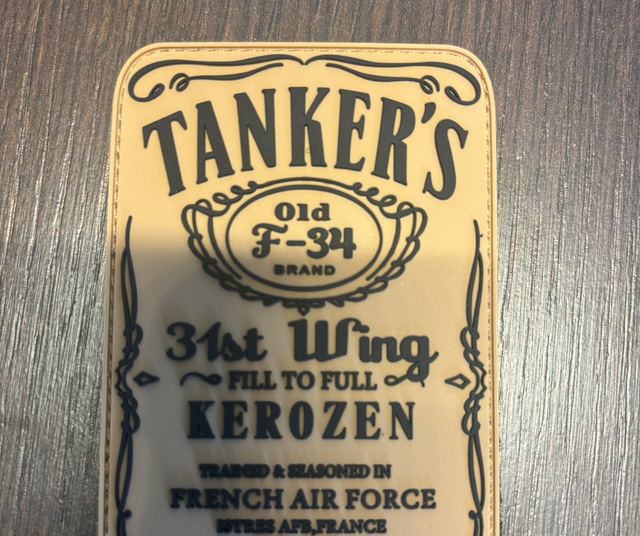 TANKER'S
Old
F-34
BRAND
31st Wing
FILL TO FULL
KEROZEN
TRAINED & SEASONED IN
FRENCH AIR FORCE
ISTRES AFB,FRANCE